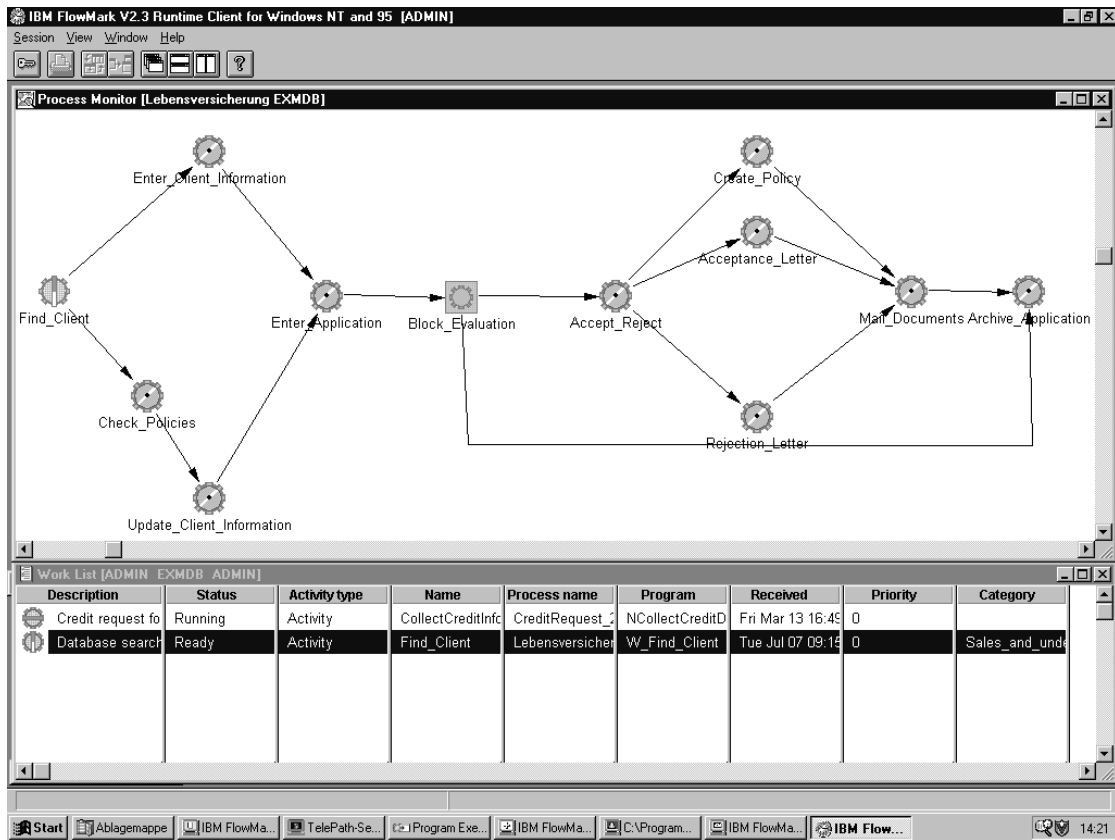 IBM FlowMark V2.3 Runtime Client for Windows NT and 95 [ADMIN]
Session View Window Help
Process Monitor [Lebensversicherung EXMDB]
Enter_Client_Information
Create_Policy
Acceptance_Letter
Find_Client
Enter_Application
Block_Evaluation
Accept_Reject
Mail_Documents
Archive_Application
Check_Policies
Rejection_Letter
Update_Client_Information
Work List [ADMIN EXMDB ADMIN]
Description Status Activity type Name Process name Program Received Priority Category
Credit request fo Running Activity CollectCreditInfo CreditRequest_2 NCollectCreditD Fri Mar 13 16:49 0
Database search Ready Activity Find_Client Lebensversicher W_Find_Client Tue Jul 07 09:15 0 Sales_and_unde
Start Ablagemappe IBM FlowMa... TelePath-Se... Program Exe... IBM FlowMa... C:\Program... IBM FlowMa... IBM Flow... 14:21